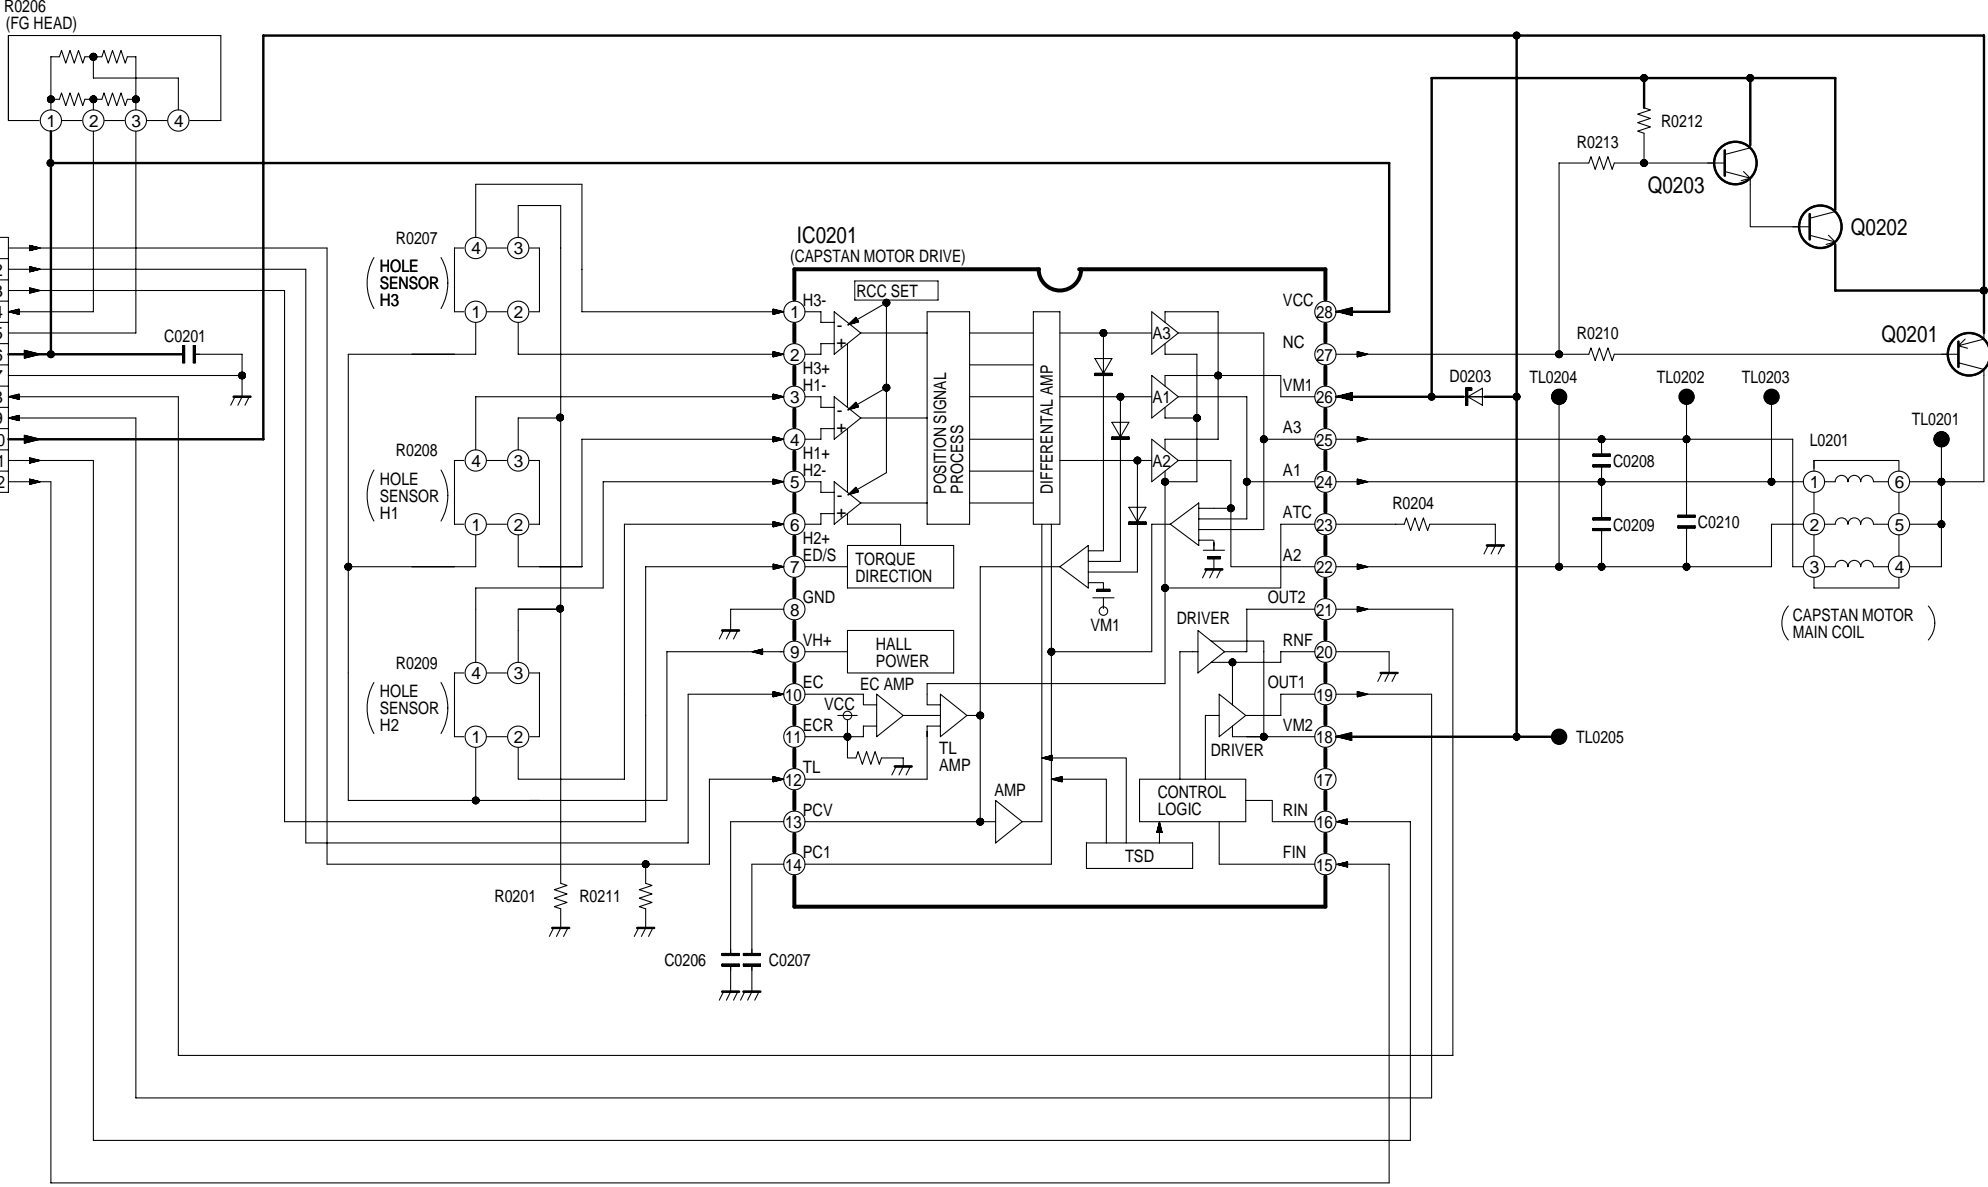 R0206
(FG HEAD)
1 2 3 4
C0201
R0207
HOLE
SENSOR
H3
4 3
1 2
R0208
HOLE
SENSOR
H1
4 3
1 2
R0209
HOLE
SENSOR
H2
4 3
1 2
R0201
R0211
C0206
C0207
IC0201
(CAPSTAN MOTOR DRIVE)
1 H3-
2 H3+
3 H1-
4 H1+
5 H2-
6 H2+
7 ED/S
8 GND
9 VH+
10 EC
11 ECR
12 TL
13 PCV
14 PC1
RCC SET
- +
- +
- +
POSITION SIGNAL
PROCESS
DIFFERENTAL AMP
A3
A1
A2
TORQUE
DIRECTION
HALL
POWER
EC AMP
VCC
TL
AMP
AMP
VM1
DRIVER
DRIVER
CONTROL
LOGIC
TSD
VCC 28
NC 27
VM1 26
A3 25
A1 24
ATC 23
A2 22
OUT2 21
RNF 20
OUT1 19
VM2 18
17
RIN 16
FIN 15
R0212
R0213
Q0203
Q0202
R0210
Q0201
D0203
TL0204
TL0202
TL0203
TL0201
C0208
C0209
C0210
R0204
L0201
1 6
2 5
3 4
(CAPSTAN MOTOR
MAIN COIL)
TL0205